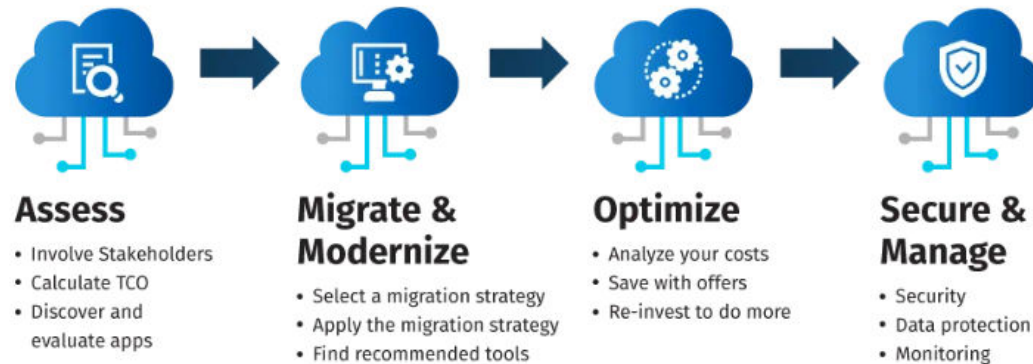 Assess
• Involve Stakeholders
• Calculate TCO
• Discover and
evaluate apps
Migrate &
Modernize
• Select a migration strategy
• Apply the migration strategy
• Find recommended tools
Optimize
• Analyze your costs
• Save with offers
• Re-invest to do more
Secure &
Manage
• Security
• Data protection
• Monitoring